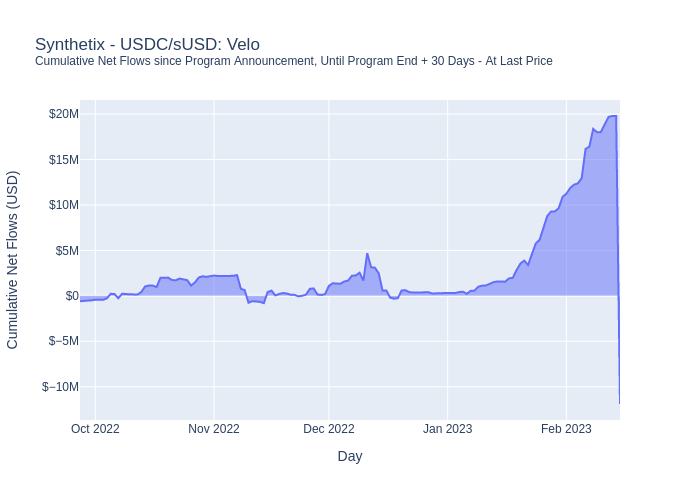 Synthetix - USDC/sUSD: Velo
Cumulative Net Flows since Program Announcement, Until Program End + 30 Days - At Last Price
Cumulative Net Flows (USD)
$20M
$15M
$10M
$5M
$0
$−5M
$−10M
Oct 2022
Nov 2022
Dec 2022
Jan 2023
Feb 2023
Day